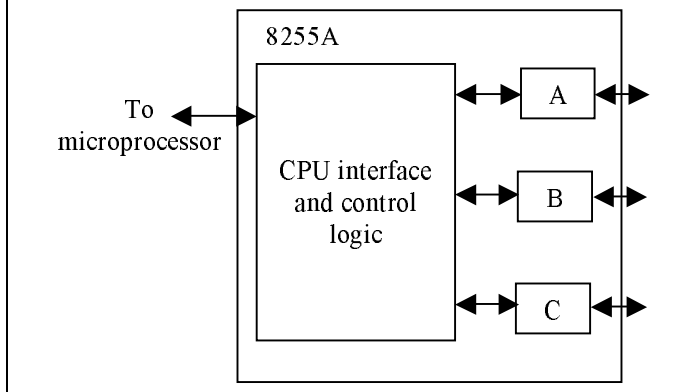 8255A
To
microprocessor
CPU interface
and control
logic
A
B
C